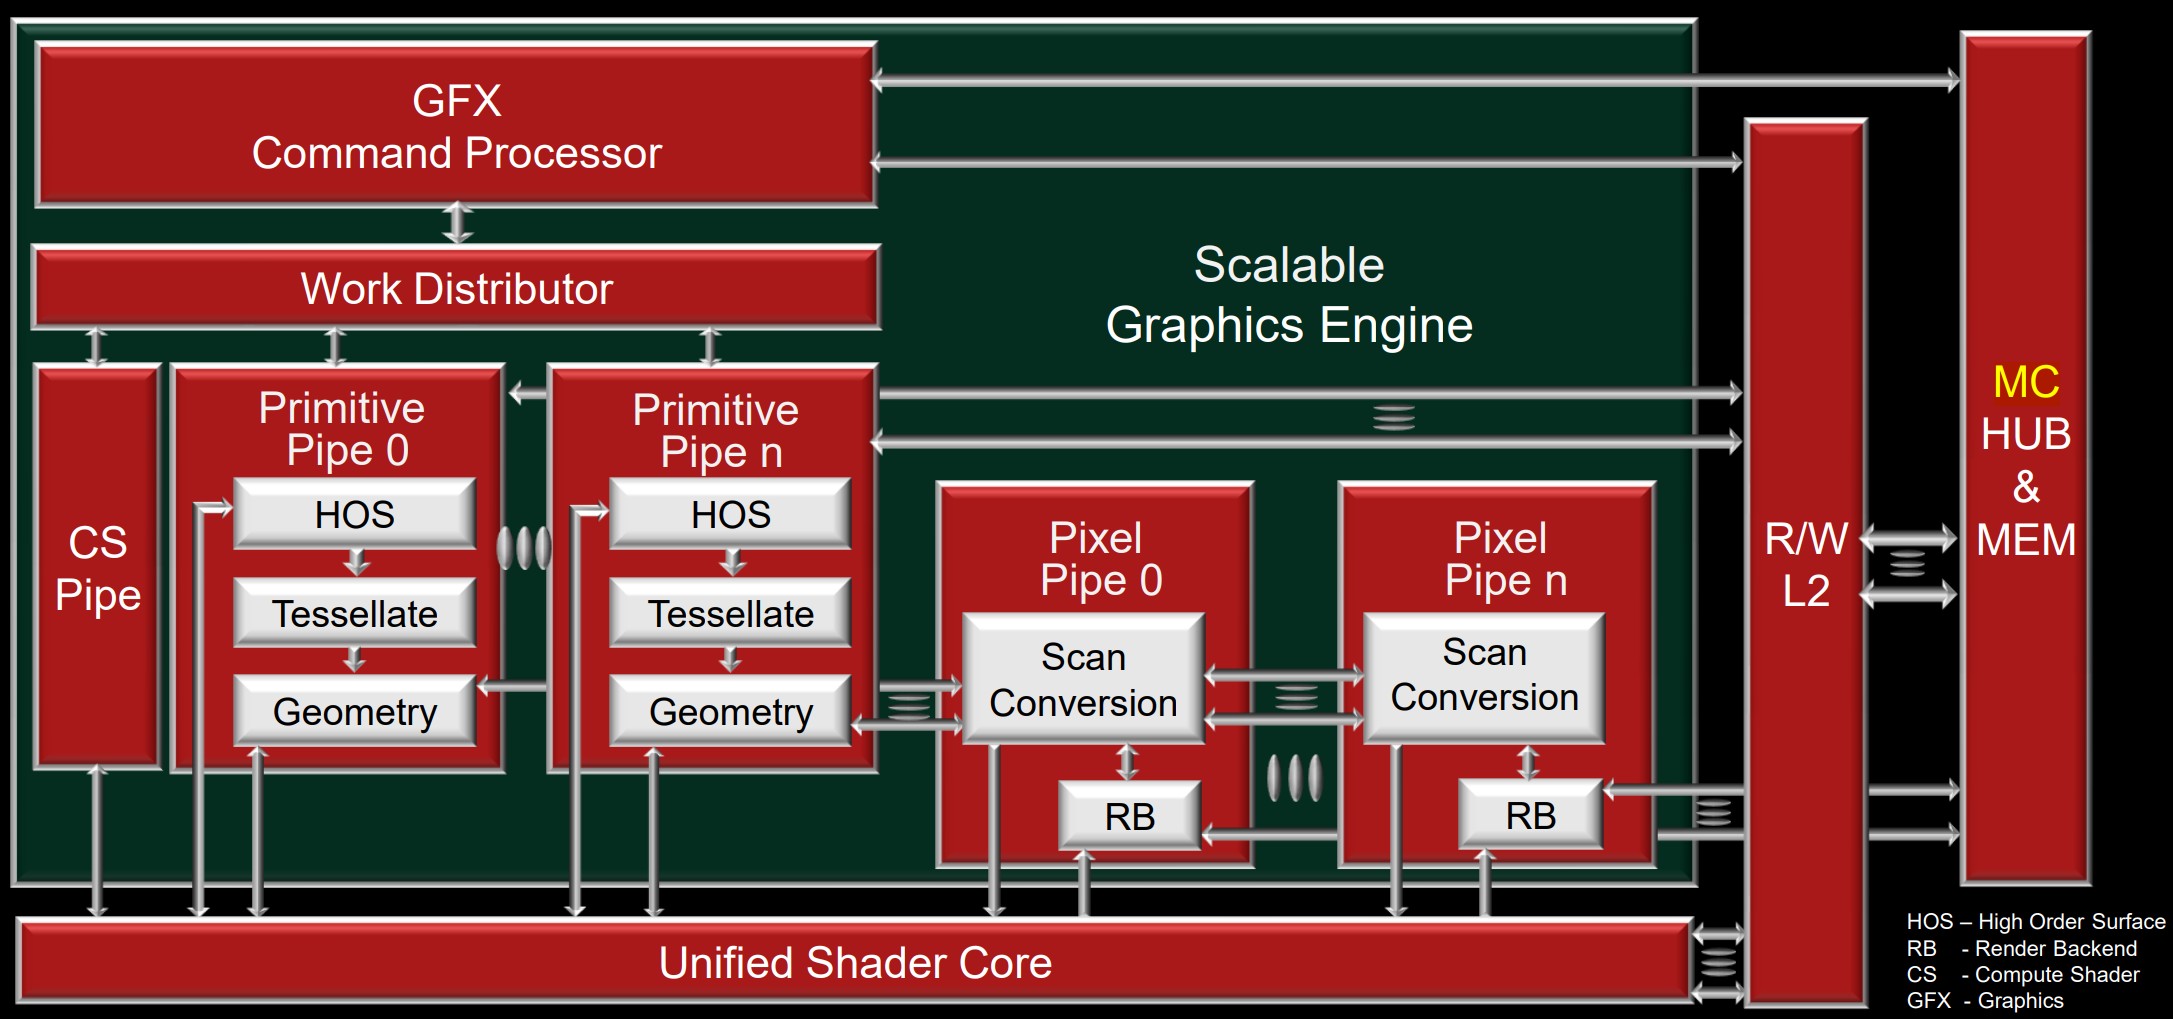 GFX
Command Processor
Work Distributor
Scalable
Graphics Engine
CS
Pipe
Primitive
Pipe 0
HOS
Tessellate
Geometry
Primitive
Pipe n
HOS
Tessellate
Geometry
Pixel
Pipe 0
Scan
Conversion
RB
Pixel
Pipe n
Scan
Conversion
RB
R/W
L2
MC
HUB
&
MEM
Unified Shader Core
HOS – High Order Surface
RB - Render Backend
CS - Compute Shader
GFX - Graphics